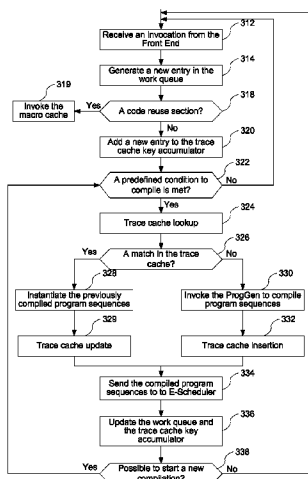 312
Receive an invocation from the
Front End
314
Generate a new entry in the
work queue
319
318
Invoke the
macro cache
Yes
A code reuse section?
No
320
Add a new entry to the trace
cache key accumulator
322
A predefined condition to
compile is met?
No
Yes
324
Trace cache lookup
326
Yes
A match in the trace
cache?
No
328
330
Instantiate the previously
compiled program sequences
Invoke the ProgGen to compile
program sequences
329
332
Trace cache update
Trace cache insertion
334
Send the compiled program
sequences to to E-Scheduler
336
Update the work queue and
the trace cache key
accumulator
338
Yes
Possible to start a new
compilation?
No